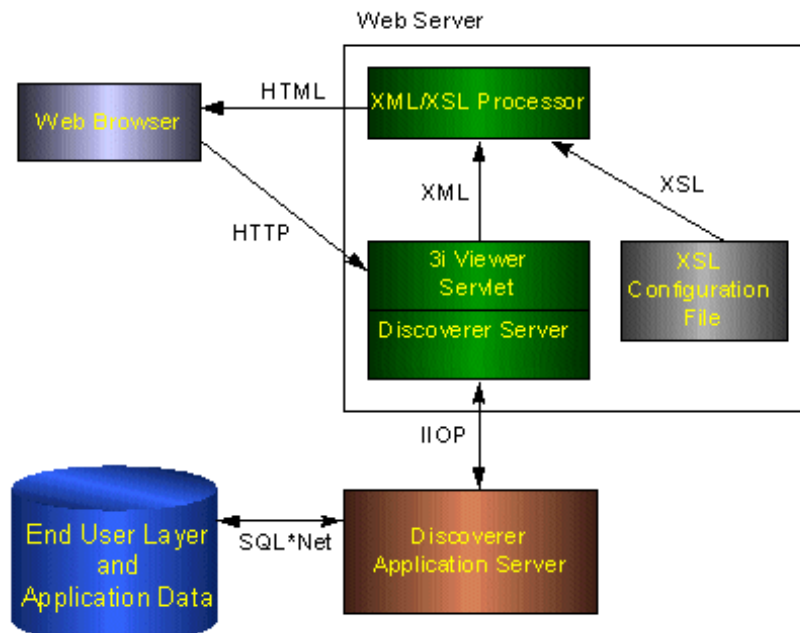 Web Server
HTML
XML/XSL Processor
Web Browser
XML
XSL
HTTP
3i Viewer
Servlet
XSL
Configuration
File
Discoverer Server
IIOP
End User Layer
and
Application Data
SQL*Net
Discoverer
Application Server